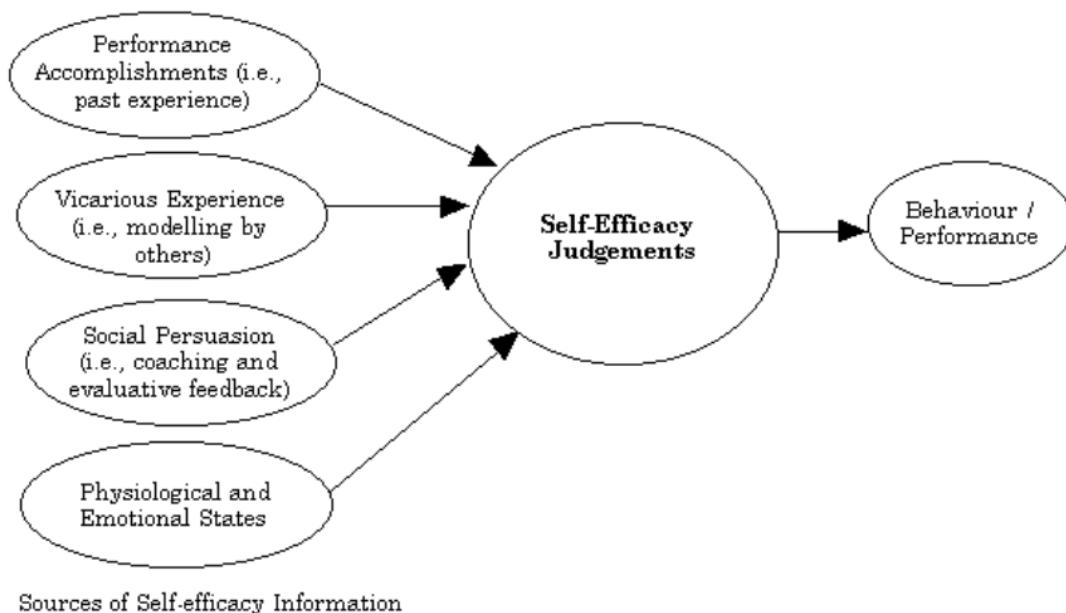 Performance
Accomplishments (i.e.,
past experience)
Vicarious Experience
(i.e., modelling by
others)
Social Persuasion
(i.e., coaching and
evaluative feedback)
Physiological and
Emotional States
Self-Efficacy
Judgements
Behaviour /
Performance
Sources of Self-efficacy Information